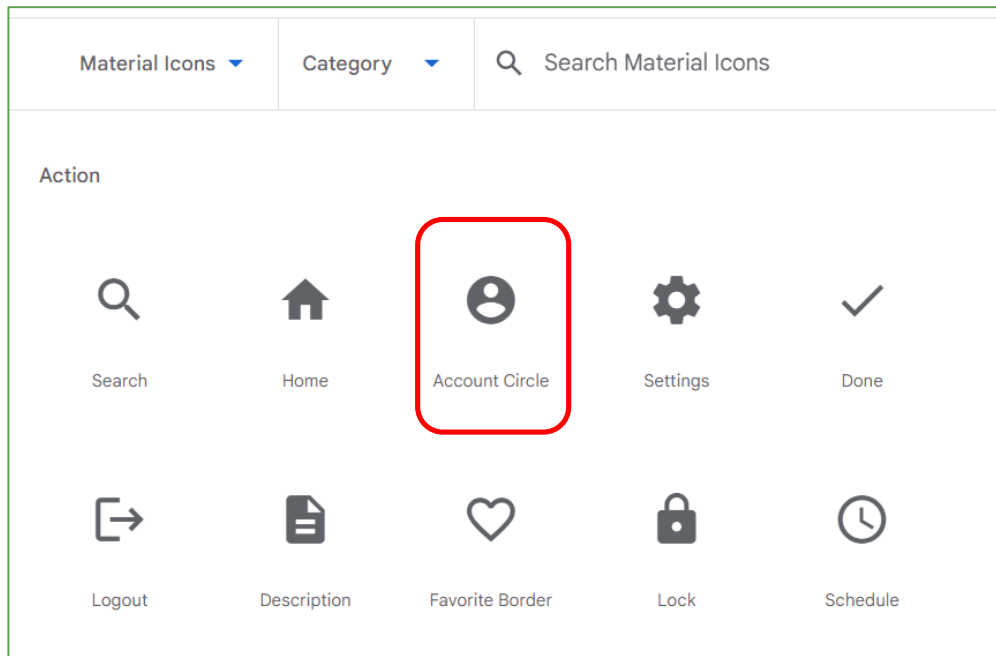 Material Icons Category Search Material Icons
Action
Search Home Account Circle Settings Done
Logout Description Favorite Border Lock Schedule